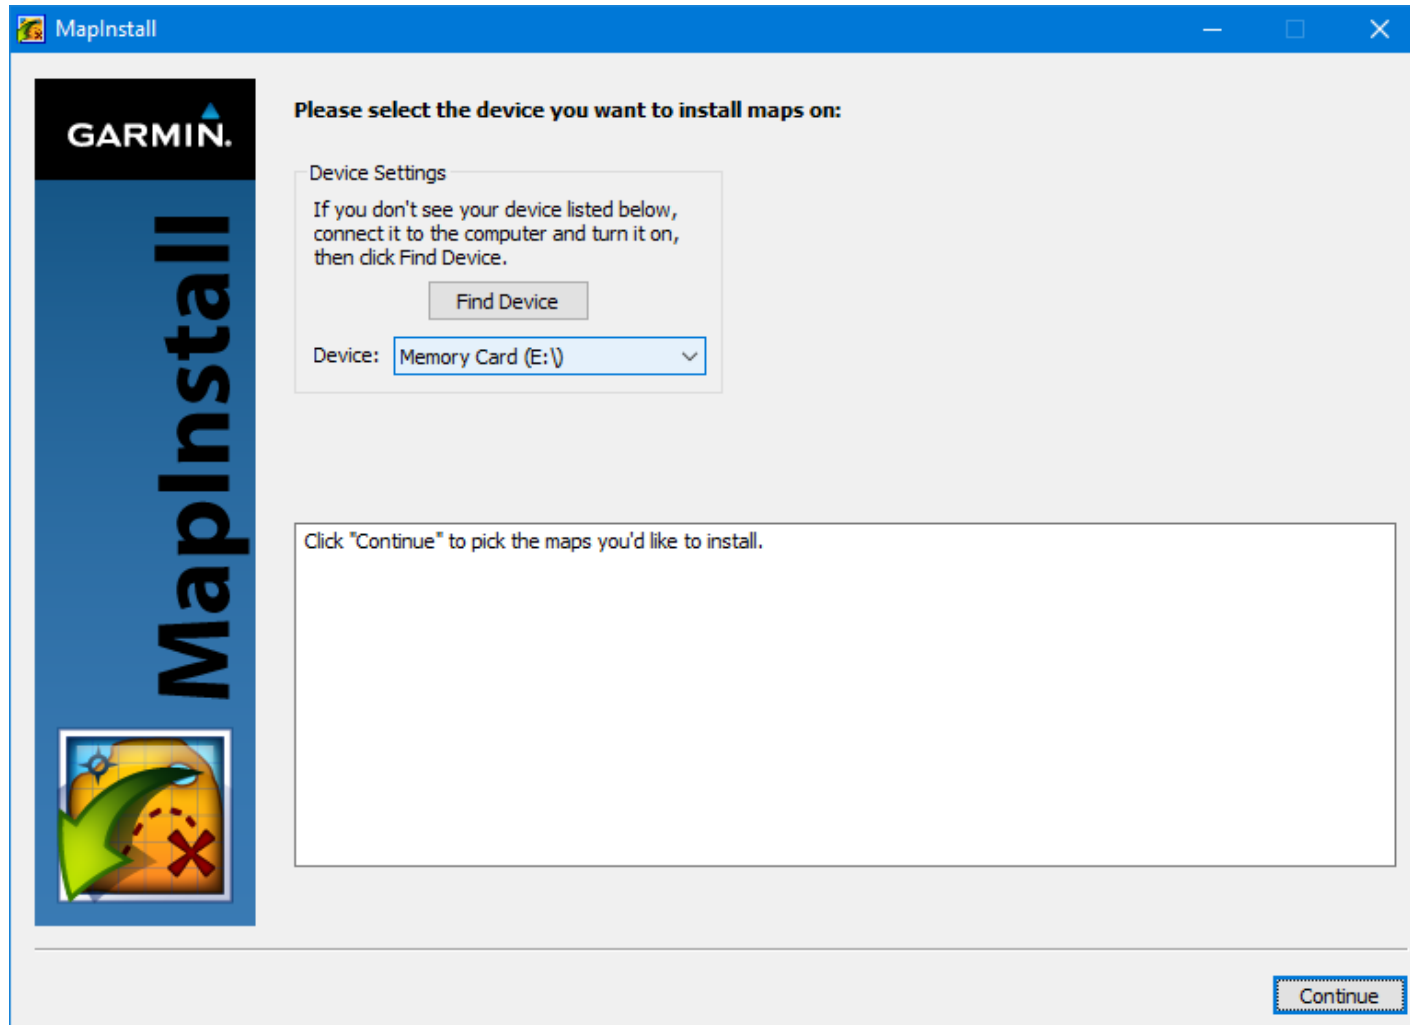 MapInstall
GARMIN.
MapInstall
Please select the device you want to install maps on:
Device Settings
If you don't see your device listed below,
connect it to the computer and turn it on,
then click Find Device.
Find Device
Device: Memory Card (E:\)
Click "Continue" to pick the maps you'd like to install.
Continue